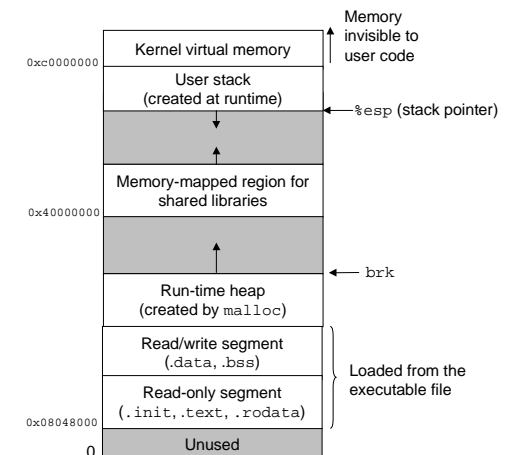 Memory
invisible to
user code
Kernel virtual memory
0xc0000000
User stack
(created at runtime)
%esp (stack pointer)
Memory-mapped region for
shared libraries
0x40000000
brk
Run-time heap
(created by malloc)
Read/write segment
(.data, .bss)
Loaded from the
executable file
Read-only segment
(.init, .text, .rodata)
0x08048000
Unused
0